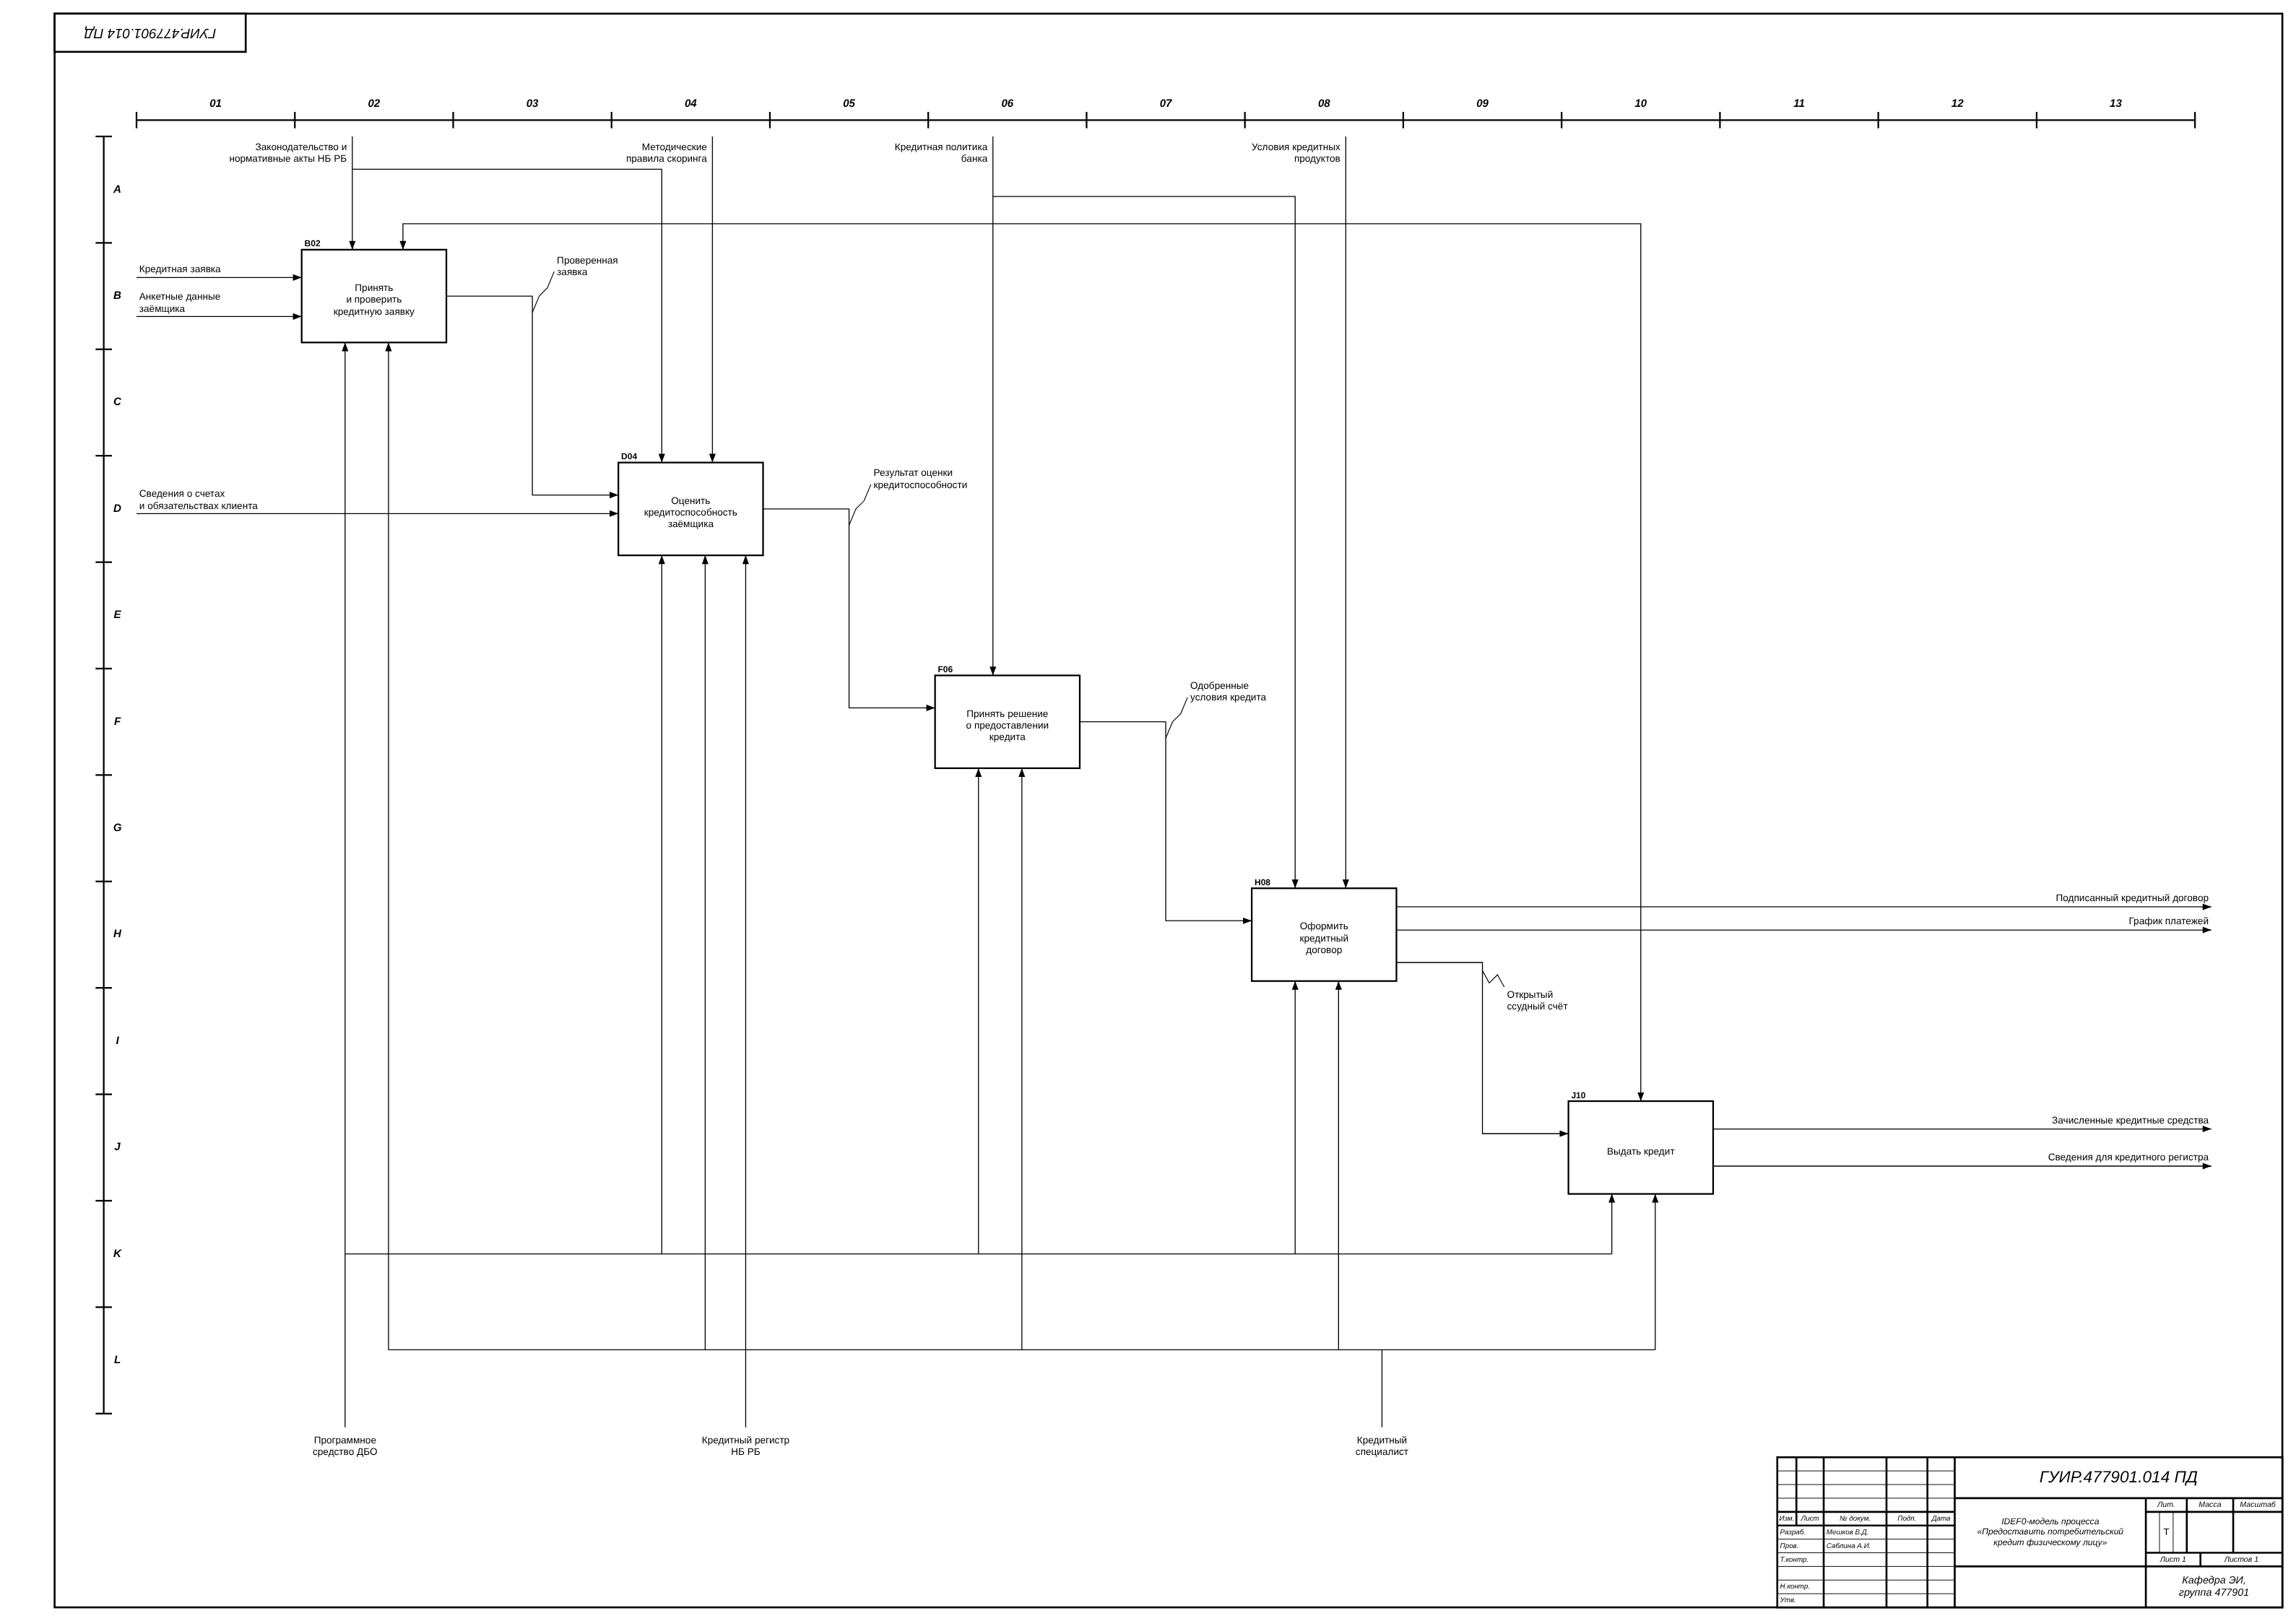 ГУИР.477901.014 ПД
01 02 03 04 05 06 07 08 09 10 11 12 13
Законодательство и
нормативные акты НБ РБ
Методические
правила скоринга
Кредитная политика
банка
Условия кредитных
продуктов
A
B02
Кредитная заявка
Анкетные данные
заёмщика
Принять
и проверить
кредитную заявку
Проверенная
заявка
B
C
D04
Сведения о счетах
и обязательствах клиента
Оценить
кредитоспособность
заёмщика
Результат оценки
кредитоспособности
D
E
F06
Принять решение
о предоставлении
кредита
Одобренные
условия кредита
F
G
H08
Оформить
кредитный
договор
Подписанный кредитный договор
График платежей
H
Открытый
ссудный счёт
I
J10
Выдать кредит
Зачисленные кредитные средства
Сведения для кредитного регистра
J
K
L
Программное
средство ДБО
Кредитный регистр
НБ РБ
Кредитный
специалист
ГУИР.477901.014 ПД
Изм. Лист № докум. Подп. Дата
Разраб. Мешков В.Д.
Пров. Саблина А.И.
Т.контр.
Н.контр.
Утв.
IDEF0-модель процесса
«Предоставить потребительский
кредит физическому лицу»
Лит. Масса Масштаб
Т
Лист 1 Листов 1
Кафедра ЭИ,
группа 477901